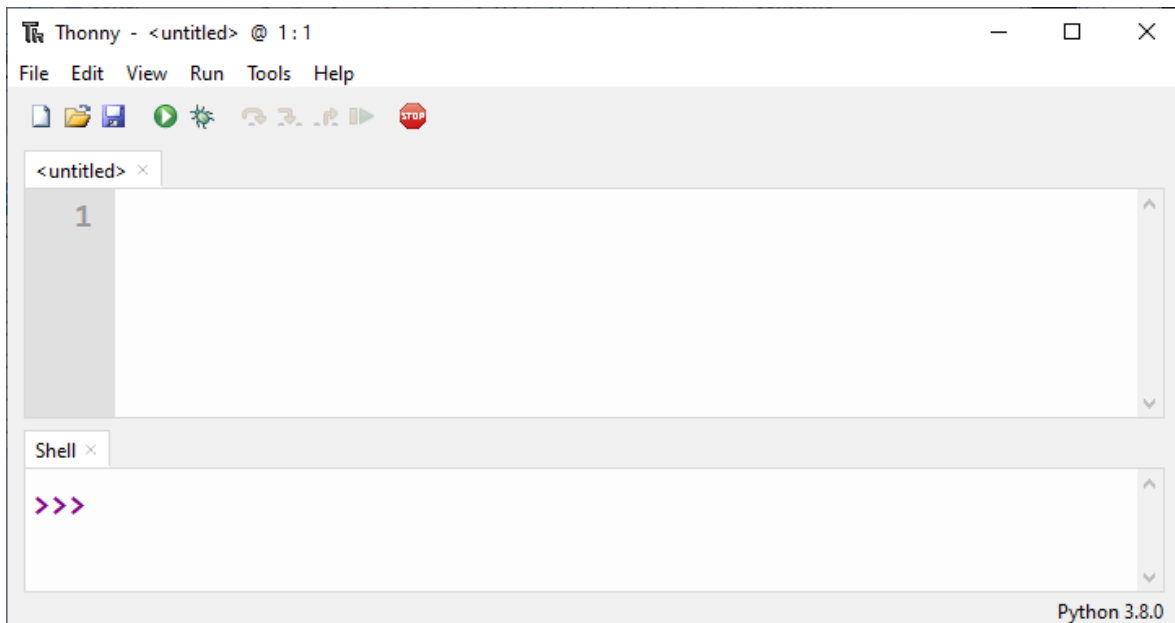 Thonny - <untitled> @ 1:1
File Edit View Run Tools Help
STOP
<untitled>
1
Shell
>>>
Python 3.8.0